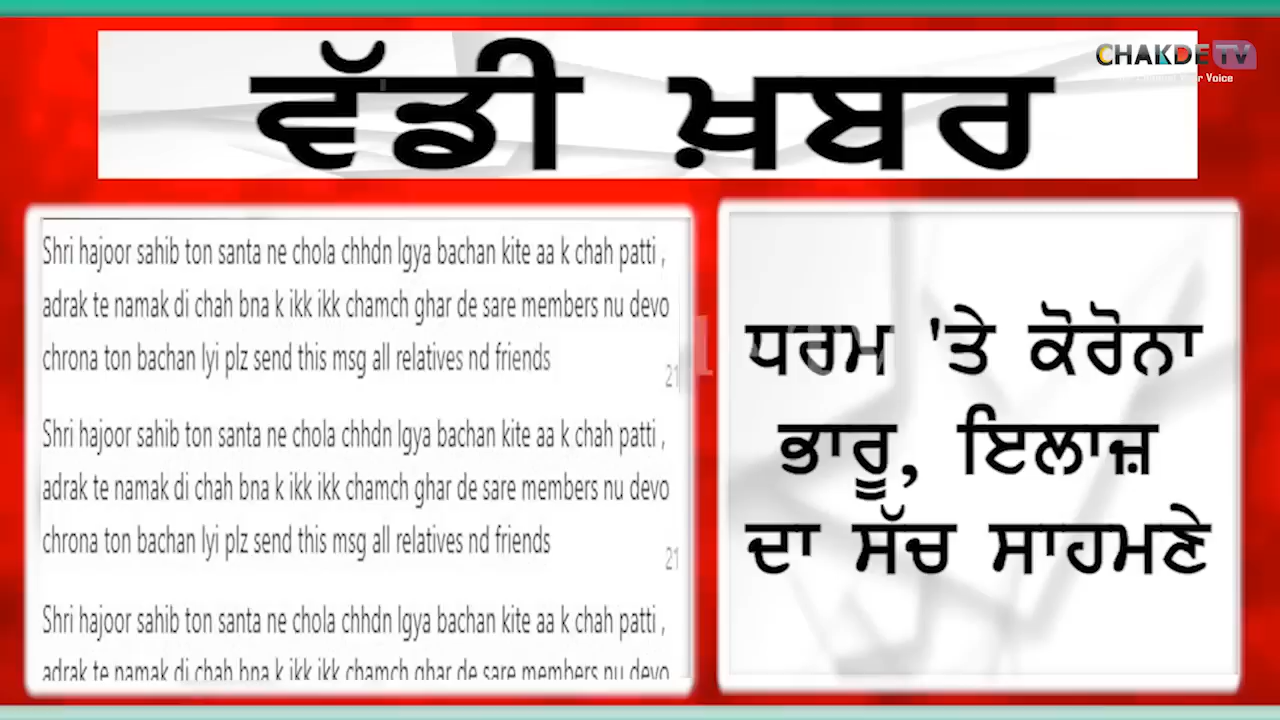 ਵੱਡੀ ਖ਼ਬਰ
CHAKDE TV
Your Voice
Shri hajoor sahib ton santa ne chola chhdn lgya bachan kite aa k chah patti ,
adrak te namak di chah bna k ikk ikk chamch ghar de sare members nu devo
chrona ton bachan lyi plz send this msg all relatives nd friends
21
Shri hajoor sahib ton santa ne chola chhdn lgya bachan kite aa k chah patti ,
adrak te namak di chah bna k ikk ikk chamch ghar de sare members nu devo
chrona ton bachan lyi plz send this msg all relatives nd friends
21
Shri hajoor sahib ton santa ne chola chhdn lgya bachan kite aa k chah patti ,
adrak te namak di chah bna k ikk ikk chamch ghar de sare members nu devo
ਧਰਮ 'ਤੇ ਕੋਰੋਨਾ
ਭਾਰੂ, ਇਲਾਜ਼
ਦਾ ਸੱਚ ਸਾਹਮਣੇ